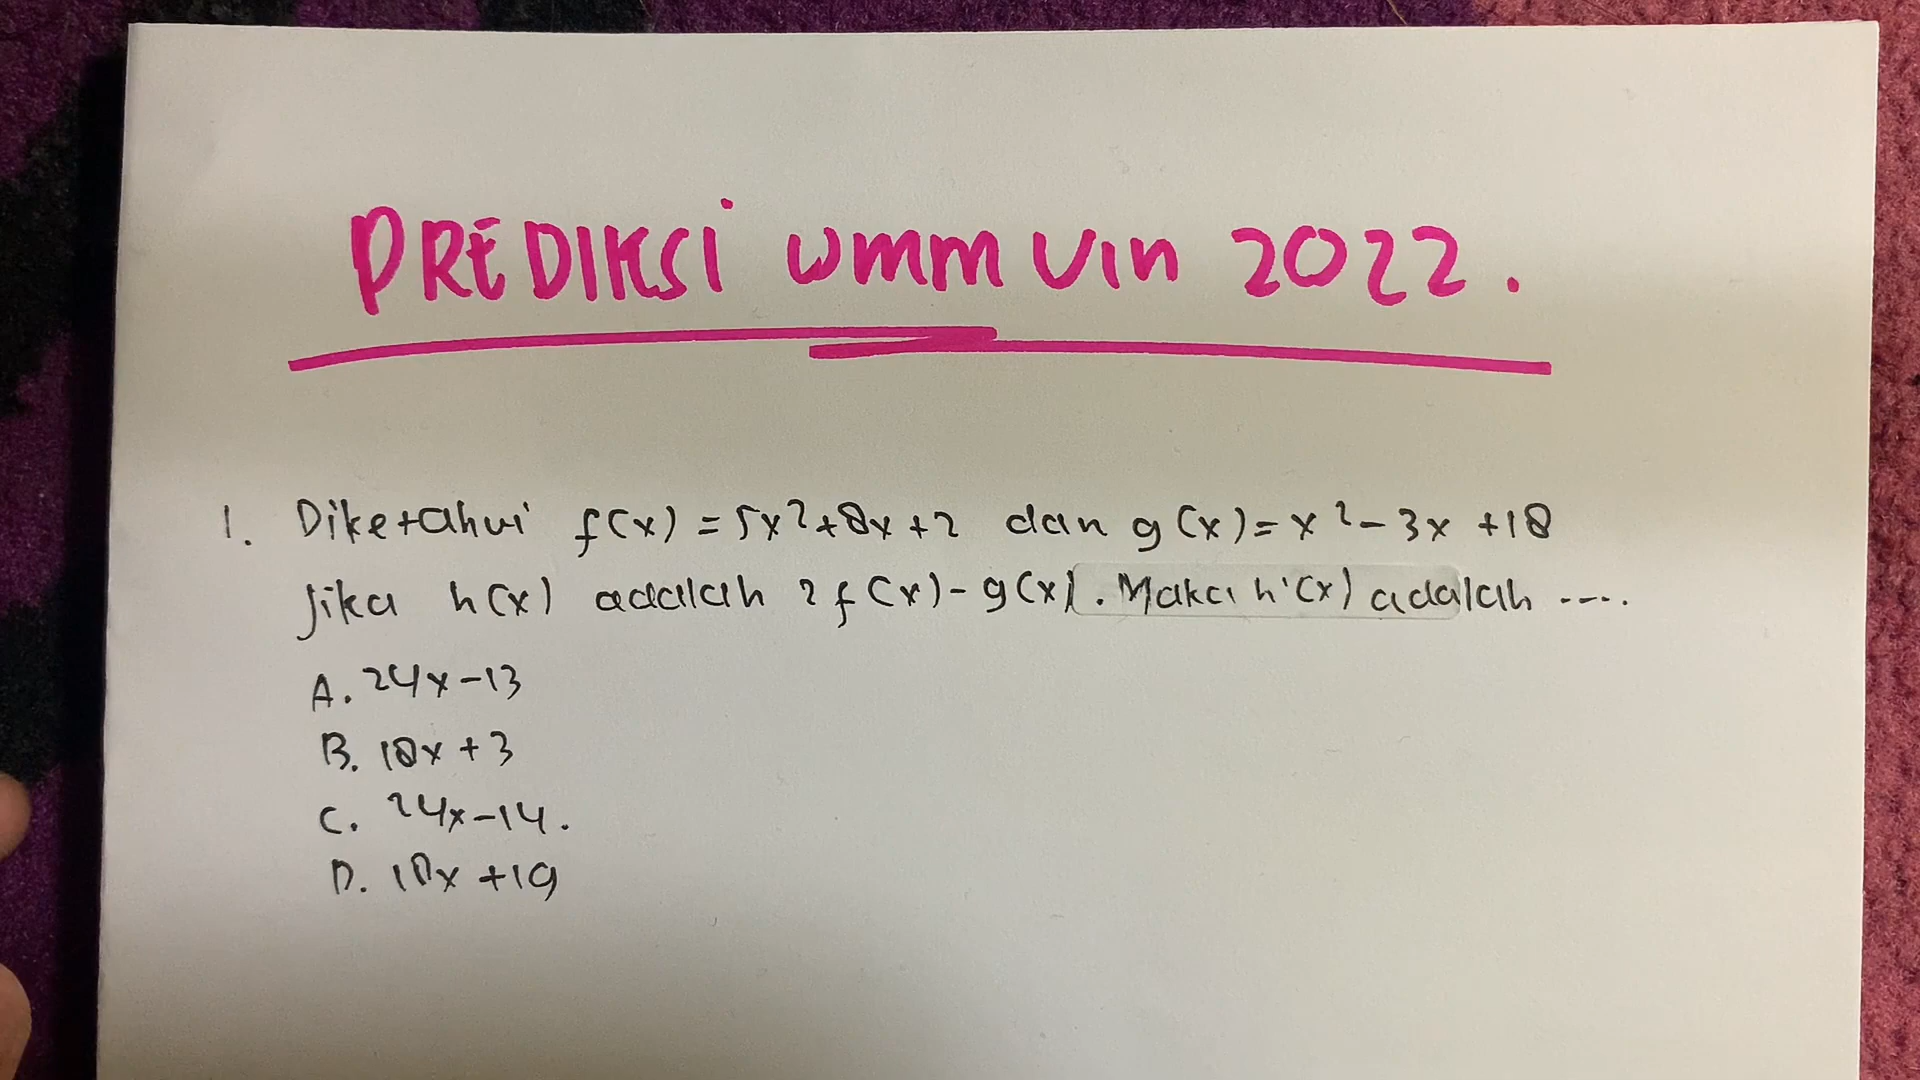 PREDIKSI UMM UIN 2022.
1. Diketahui f(x) = 5x²+8x+2 dan g(x)= x²-3x +18
Jika h(x) adalah 2f(x)-g(x). Maka h'(x) adalah ....
A. 24x-13
B. 18x+3
C. 24x-14.
D. 18x +19